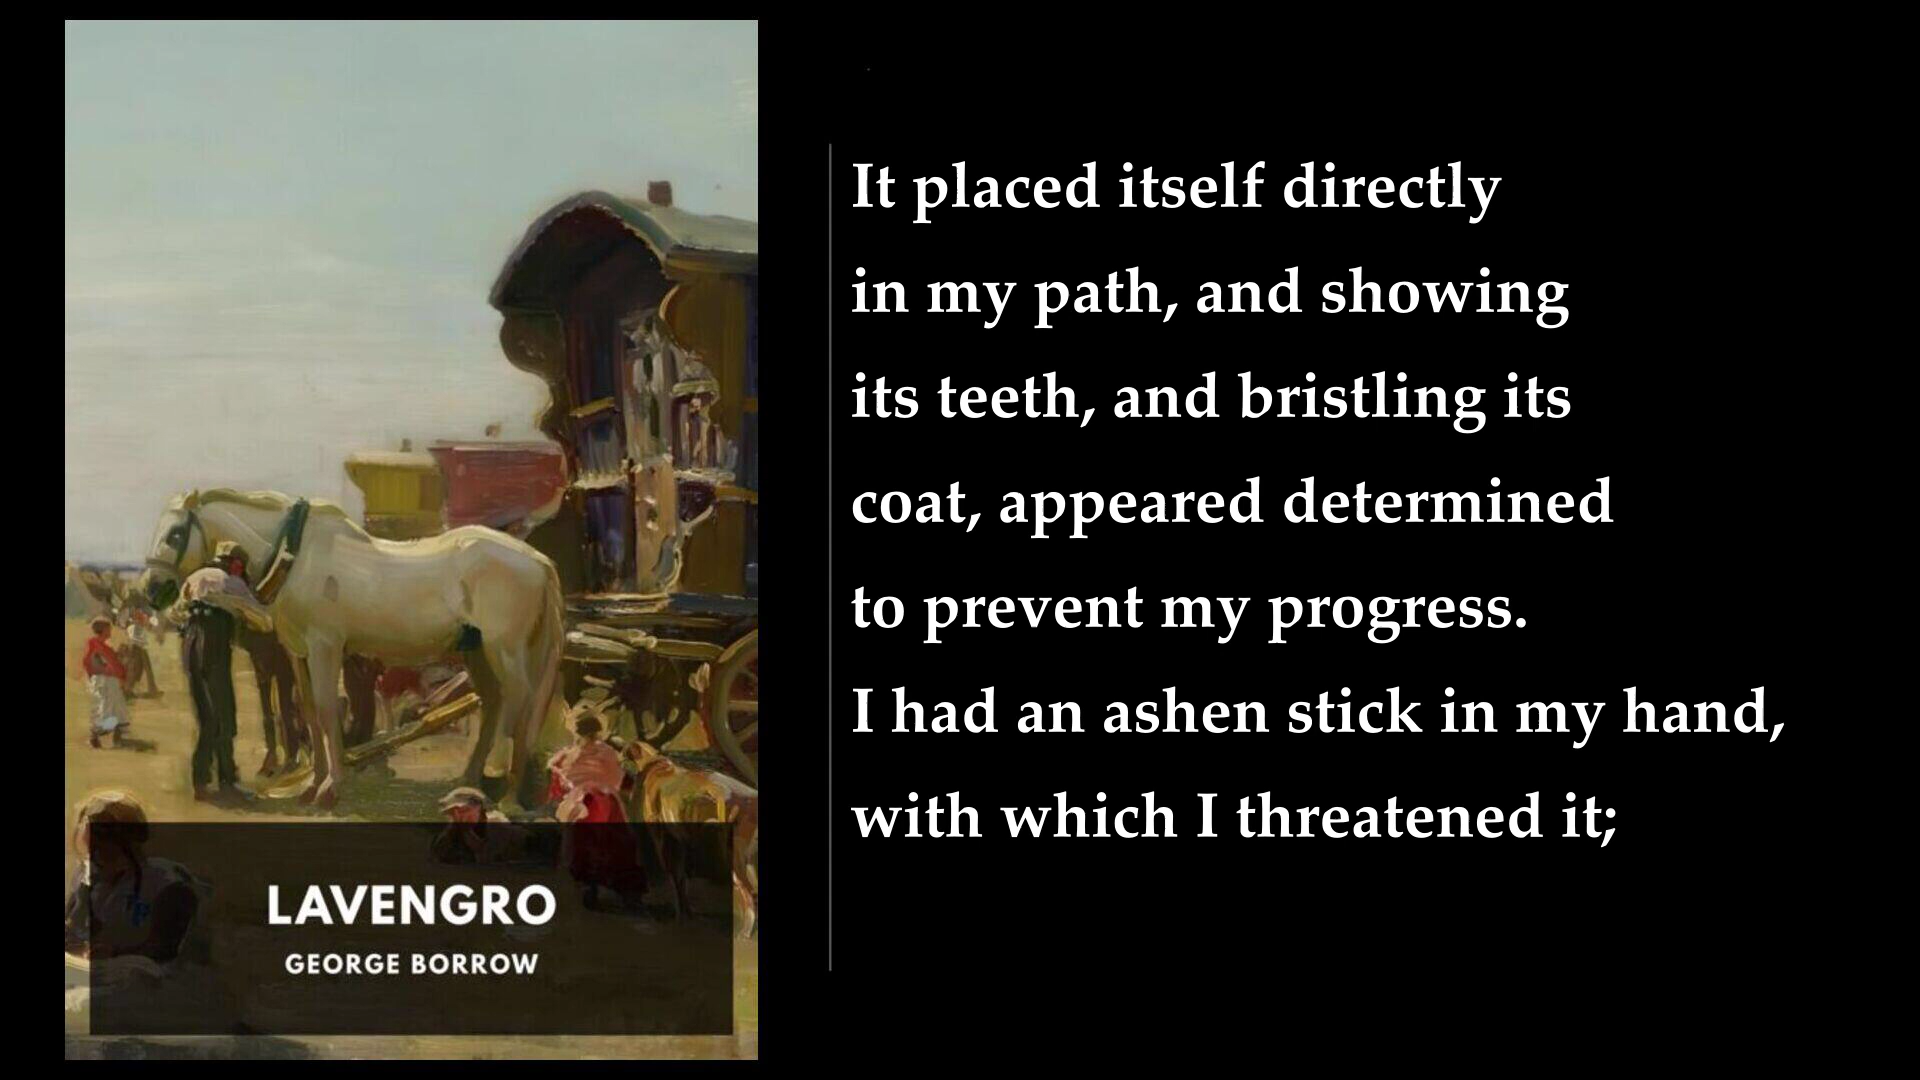 LAVENGRO
GEORGE BORROW
It placed itself directly
in my path, and showing
its teeth, and bristling its
coat, appeared determined
to prevent my progress.
I had an ashen stick in my hand,
with which I threatened it;